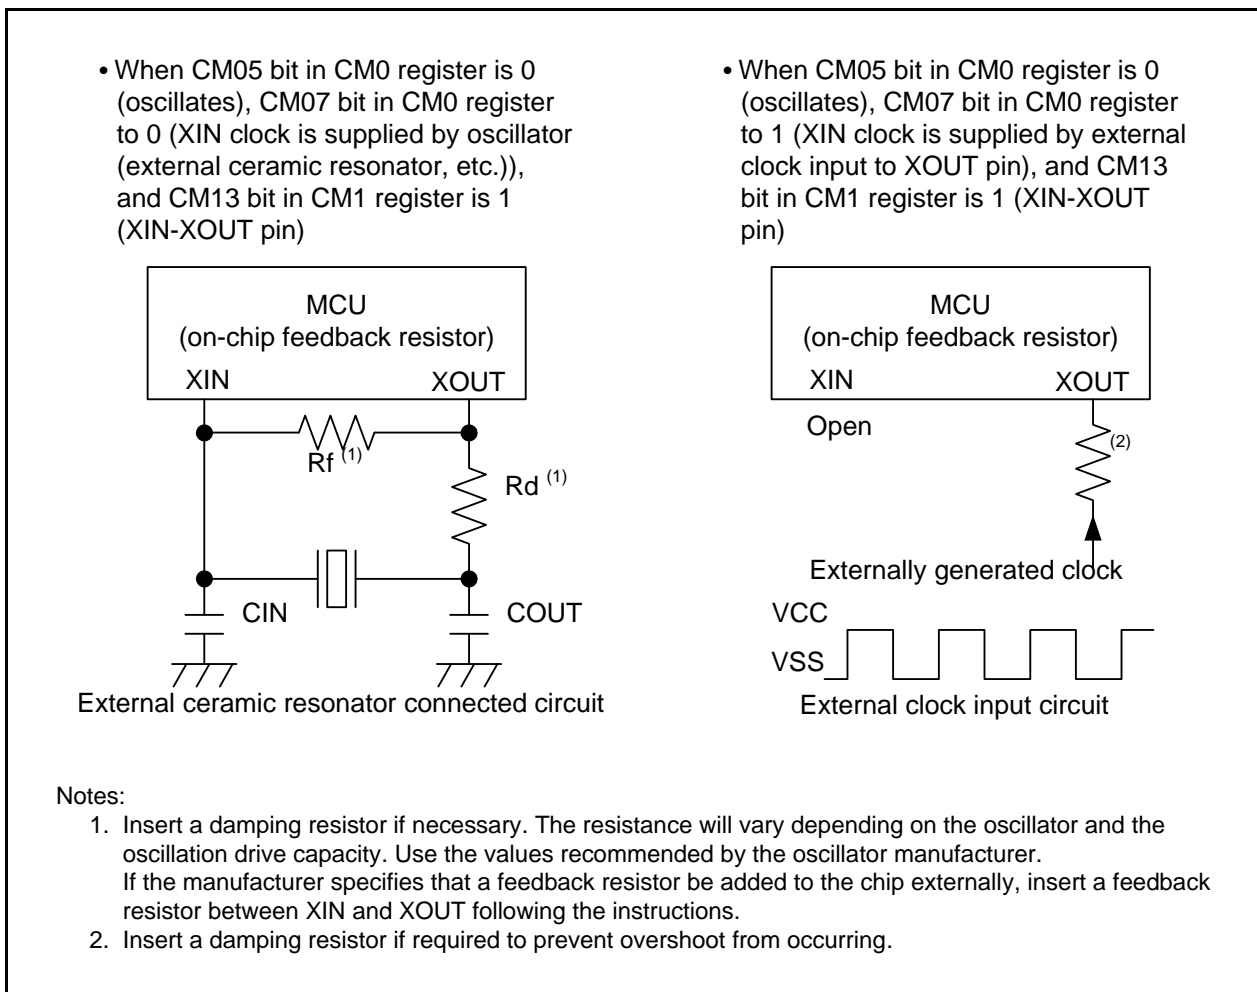 • When CM05 bit in CM0 register is 0
(oscillates), CM07 bit in CM0 register
to 0 (XIN clock is supplied by oscillator
(external ceramic resonator, etc.)),
and CM13 bit in CM1 register is 1
(XIN-XOUT pin)
MCU
(on-chip feedback resistor)
XIN
XOUT
Rf (1)
Rd (1)
CIN
COUT
External ceramic resonator connected circuit
• When CM05 bit in CM0 register is 0
(oscillates), CM07 bit in CM0 register
to 1 (XIN clock is supplied by external
clock input to XOUT pin), and CM13
bit in CM1 register is 1 (XIN-XOUT
pin)
MCU
(on-chip feedback resistor)
XIN
XOUT
Open
(2)
Externally generated clock
VCC
VSS
External clock input circuit
Notes:
1. Insert a damping resistor if necessary. The resistance will vary depending on the oscillator and the
oscillation drive capacity. Use the values recommended by the oscillator manufacturer.
If the manufacturer specifies that a feedback resistor be added to the chip externally, insert a feedback
resistor between XIN and XOUT following the instructions.
2. Insert a damping resistor if required to prevent overshoot from occurring.